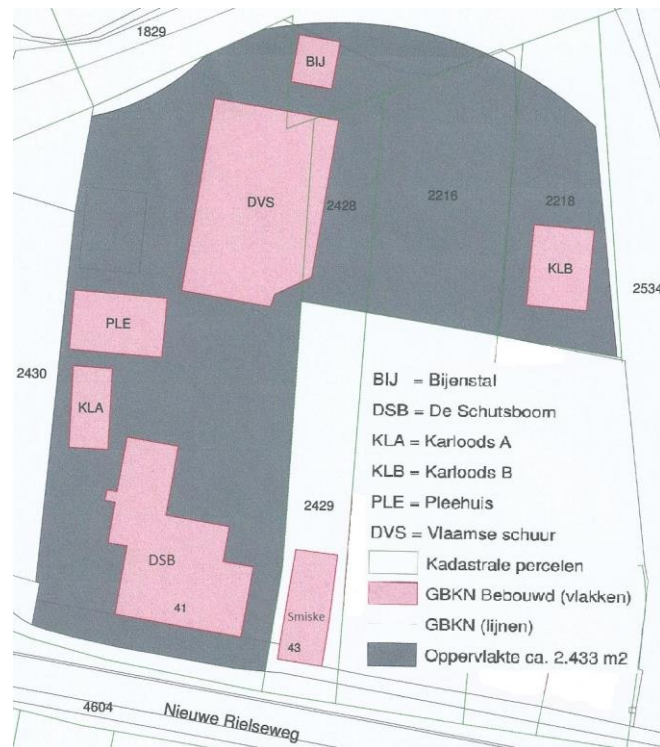 1829
BIJ
DVS
2428
2216
2218
KLB
2534
PLE
2430
KLA
BIJ = Bijenstal
DSB = De Schutsboom
KLA = Karloods A
KLB = Karloods B
PLE = Pleehuis
DVS = Vlaamse schuur
Kadastrale percelen
GBKN Bebouwd (vlakken)
GBKN (lijnen)
Oppervlakte ca. 2.433 m2
2429
DSB
41
Smiske
43
4604
Nieuwe Rielseweg